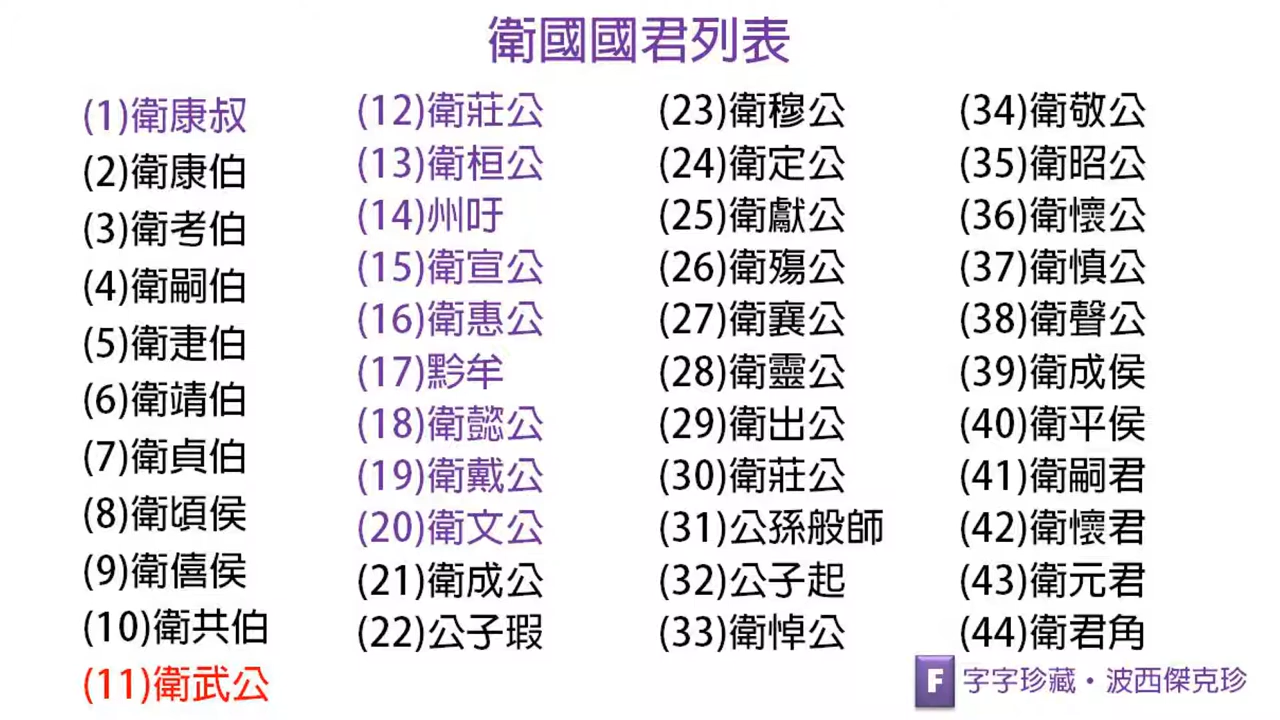 衛國國君列表
(1)衛康叔
(2)衛康伯
(3)衛考伯
(4)衛嗣伯
(5)衛疌伯
(6)衛靖伯
(7)衛貞伯
(8)衛頃侯
(9)衛僖侯
(10)衛共伯
(11)衛武公
(12)衛莊公
(13)衛桓公
(14)州吁
(15)衛宣公
(16)衛惠公
(17)黔牟
(18)衛懿公
(19)衛戴公
(20)衛文公
(21)衛成公
(22)公子瑕
(23)衛穆公
(24)衛定公
(25)衛獻公
(26)衛殤公
(27)衛襄公
(28)衛靈公
(29)衛出公
(30)衛莊公
(31)公孫般師
(32)公子起
(33)衛悼公
(34)衛敬公
(35)衛昭公
(36)衛懷公
(37)衛慎公
(38)衛聲公
(39)衛成侯
(40)衛平侯
(41)衛嗣君
(42)衛懷君
(43)衛元君
(44)衛君角
F 字字珍藏・波西傑克珍